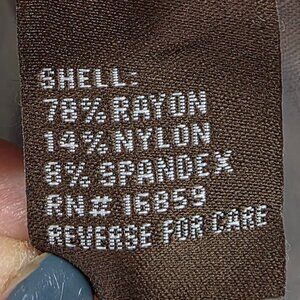 SHELL:
78% RAYON
14% NYLON
8% SPANDEX
RN# 16859
REVERSE FOR CARE